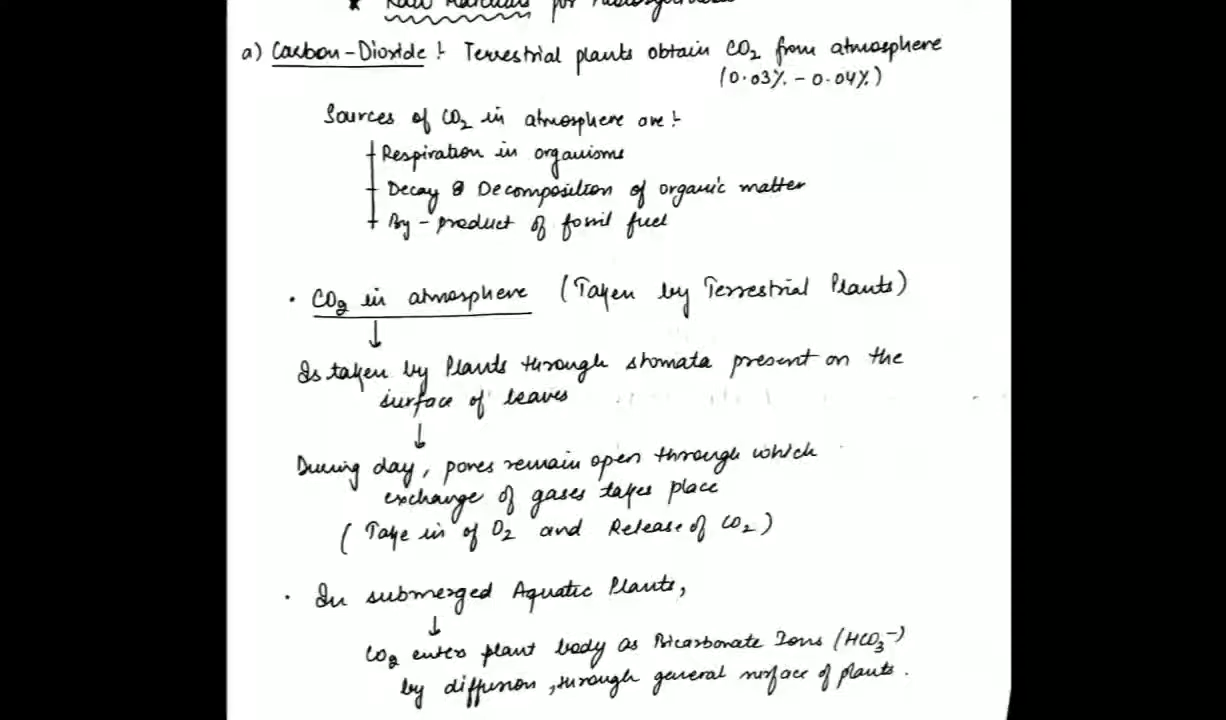 * Raw Materials for Photosynthesis
a) Carbon-Dioxide :- Terrestrial plants obtain CO₂ from atmosphere
(0.03% - 0.04%)
Sources of CO₂ in atmosphere are :-
Respiration in organisms
Decay & Decomposition of organic matter
By - product of fossil fuel
• CO₂ in atmosphere (Taken by Terrestrial Plants)
↓
Is taken by Plants through stomata present on the
surface of leaves
↓
During day, pores remain open through which
exchange of gases takes place
(Take in of O₂ and Release of CO₂)
• In submerged Aquatic Plants,
↓
CO₂ enters plant body as Bicarbonate Ions (HCO₃⁻)
by diffusion, through general surface of plants.